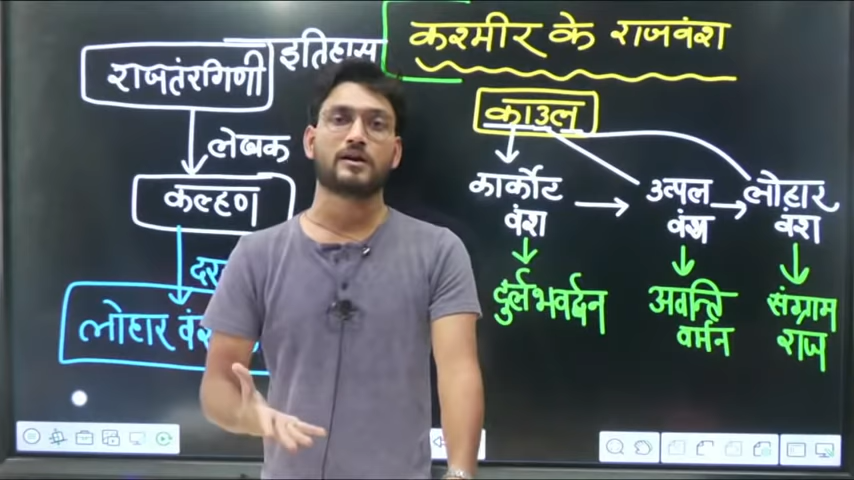 राजतंरगिणी
इतिहास
लेखक
कल्हण
लोहार
कश्मीर के राजवंश
काउल
कार्कोट
वंश
उत्पल
वंश
लोहार
वंश
दुर्लभवर्दन
अवन्ति
वर्मन
संग्राम
राज